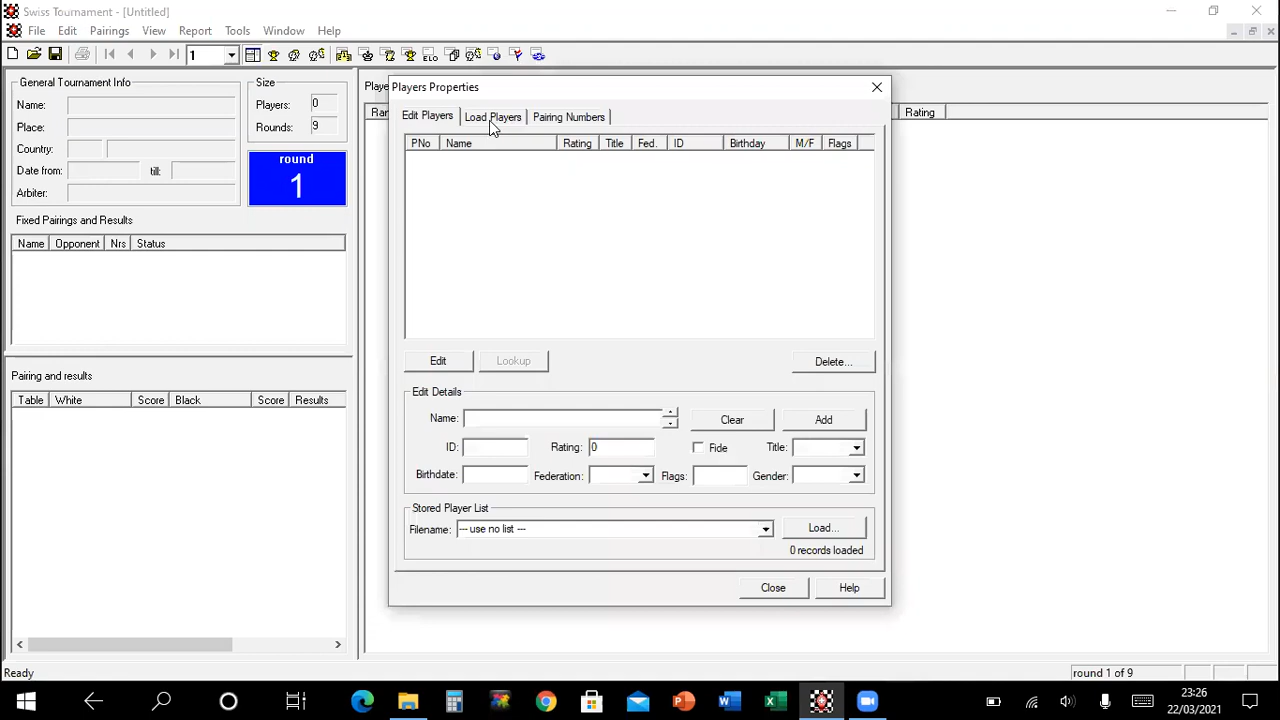 Swiss Tournament - [Untitled]
File Edit Pairings View Report Tools Window Help
1
ELO
General Tournament Info
Name:
Place:
Country:
Date from: till:
Arbiter:
Size
Players: 0
Rounds: 9
round
1
Fixed Pairings and Results
Name Opponent Nrs Status
Pairing and results
Table White Score Black Score Results
Playe
Ran
Rating
Players Properties
Edit Players Load Players Pairing Numbers
PNo Name Rating Title Fed. ID Birthday M/F Flags
Edit Lookup Delete...
Edit Details
Name: Clear Add
ID: Rating: 0 Fide Title:
Birthdate: Federation: Flags: Gender:
Stored Player List
Filename: --- use no list --- Load...
0 records loaded
Close Help
Ready
round 1 of 9
23:26
22/03/2021